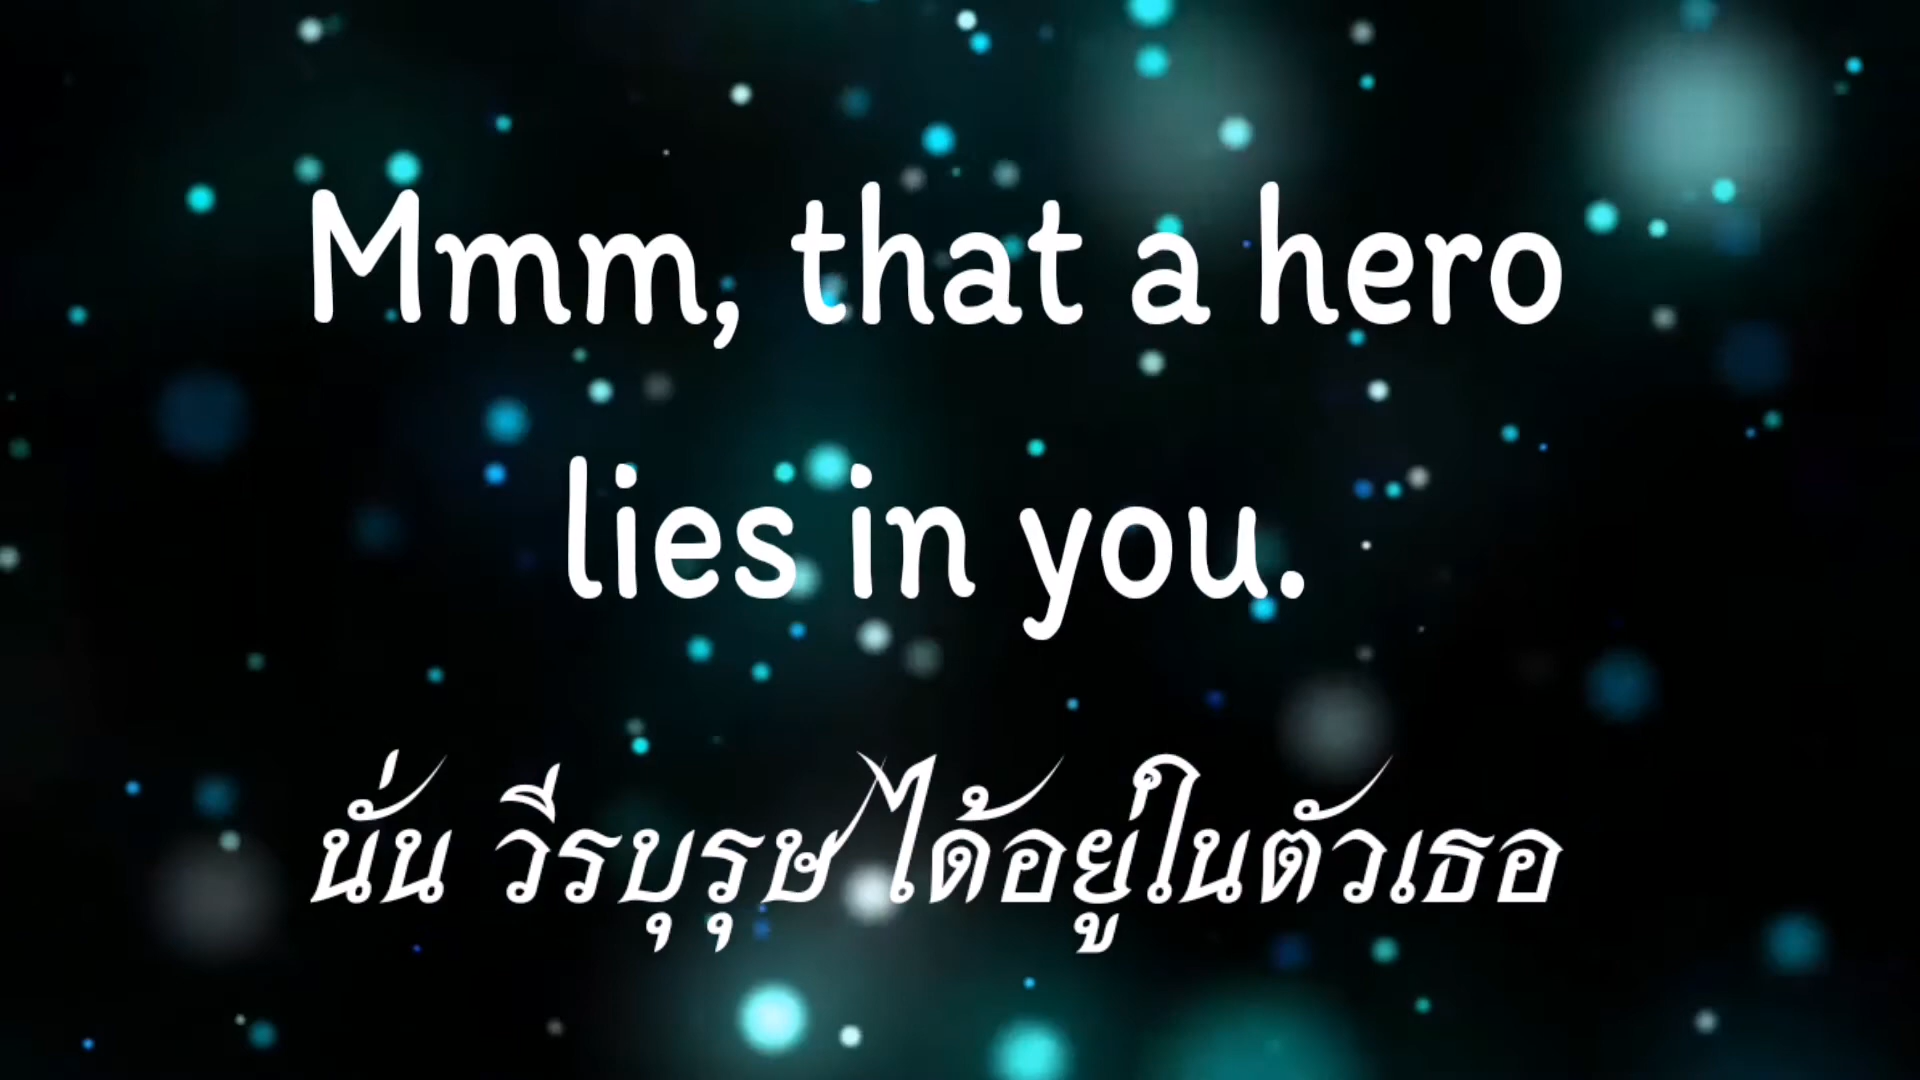 Mmm, that a hero
lies in you.
นั่น วีรบุรุษ ได้อยู่ในตัวเธอ